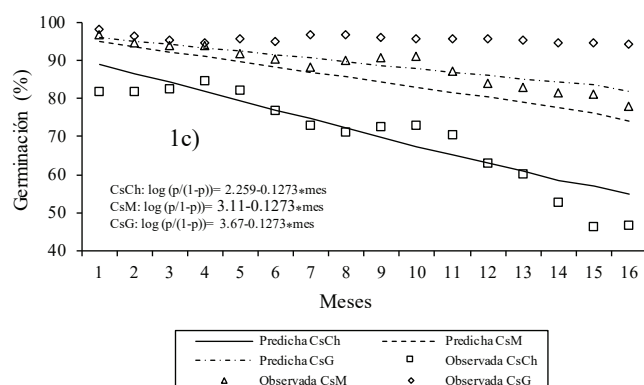 100
90
80
70
60
50
40
Germinación (%)
1c)
CsCh: log (p/(1-p))= 2.259-0.1273*mes
CsM: log (p/1-p))= 3.11-0.1273*mes
CsG: log (p/(1-p))= 3.67-0.1273*mes
1 2 3 4 5 6 7 8 9 10 11 12 13 14 15 16
Meses
Predicha CsCh Predicha CsM
Predicha CsG Observada CsCh
Observada CsM Observada CsG